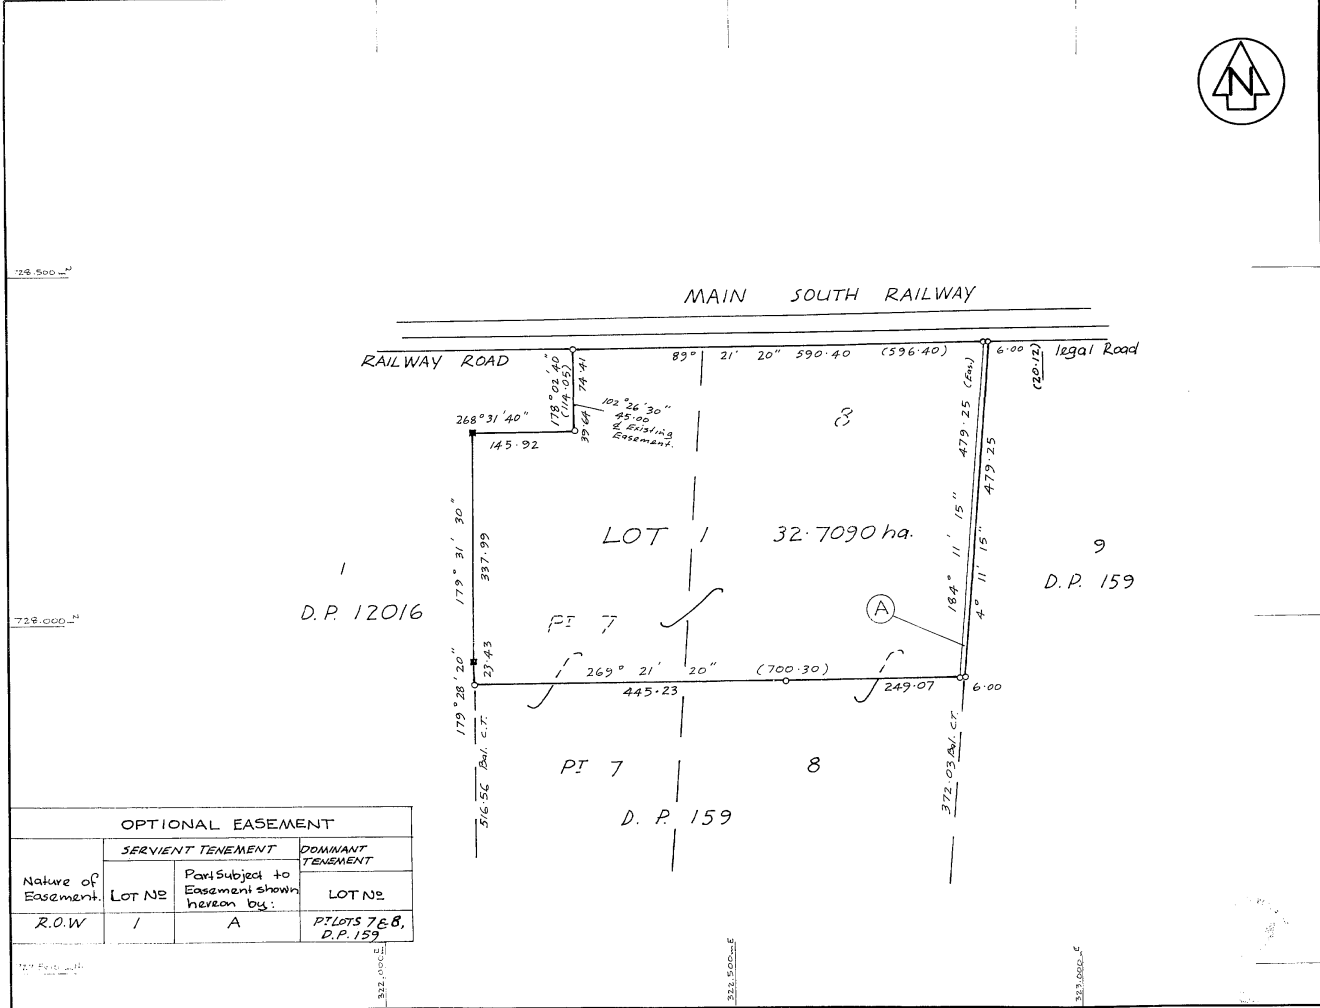 N
728.500 m N
MAIN SOUTH RAILWAY
RAILWAY ROAD
89° 21' 20" 590.40 (596.40)
6.00
legal Road
(20.12)
178° 02' 40"
(114.05)
74.41
39.64
102° 26' 30"
45.00
¢ Existing
Easement.
268° 31' 40"
145.92
8
479.25 (Eas.)
479.25
179° 31' 30"
337.99
LOT 1 32.7090 ha.
184° 11' 15"
4° 11' 15"
9
D.P. 159
1
D.P. 12016
A
728.000 m N
PT 7
179° 28' 20"
23.43
269° 21' 20" (700.30)
445.23
249.07
6.00
516.56 Bal. C.T.
372.03 Bal. C.T.
PT 7
8
D. P. 159
OPTIONAL EASEMENT
Nature of
Easement.
SERVIENT TENEMENT
DOMINANT
TENEMENT
LOT No
Part Subject to
Easement shown
hereon by:
LOT No
R.O.W
1
A
PT LOTS 7 & 8,
D.P. 159
322.000 E
322.500 m E
323.000 E